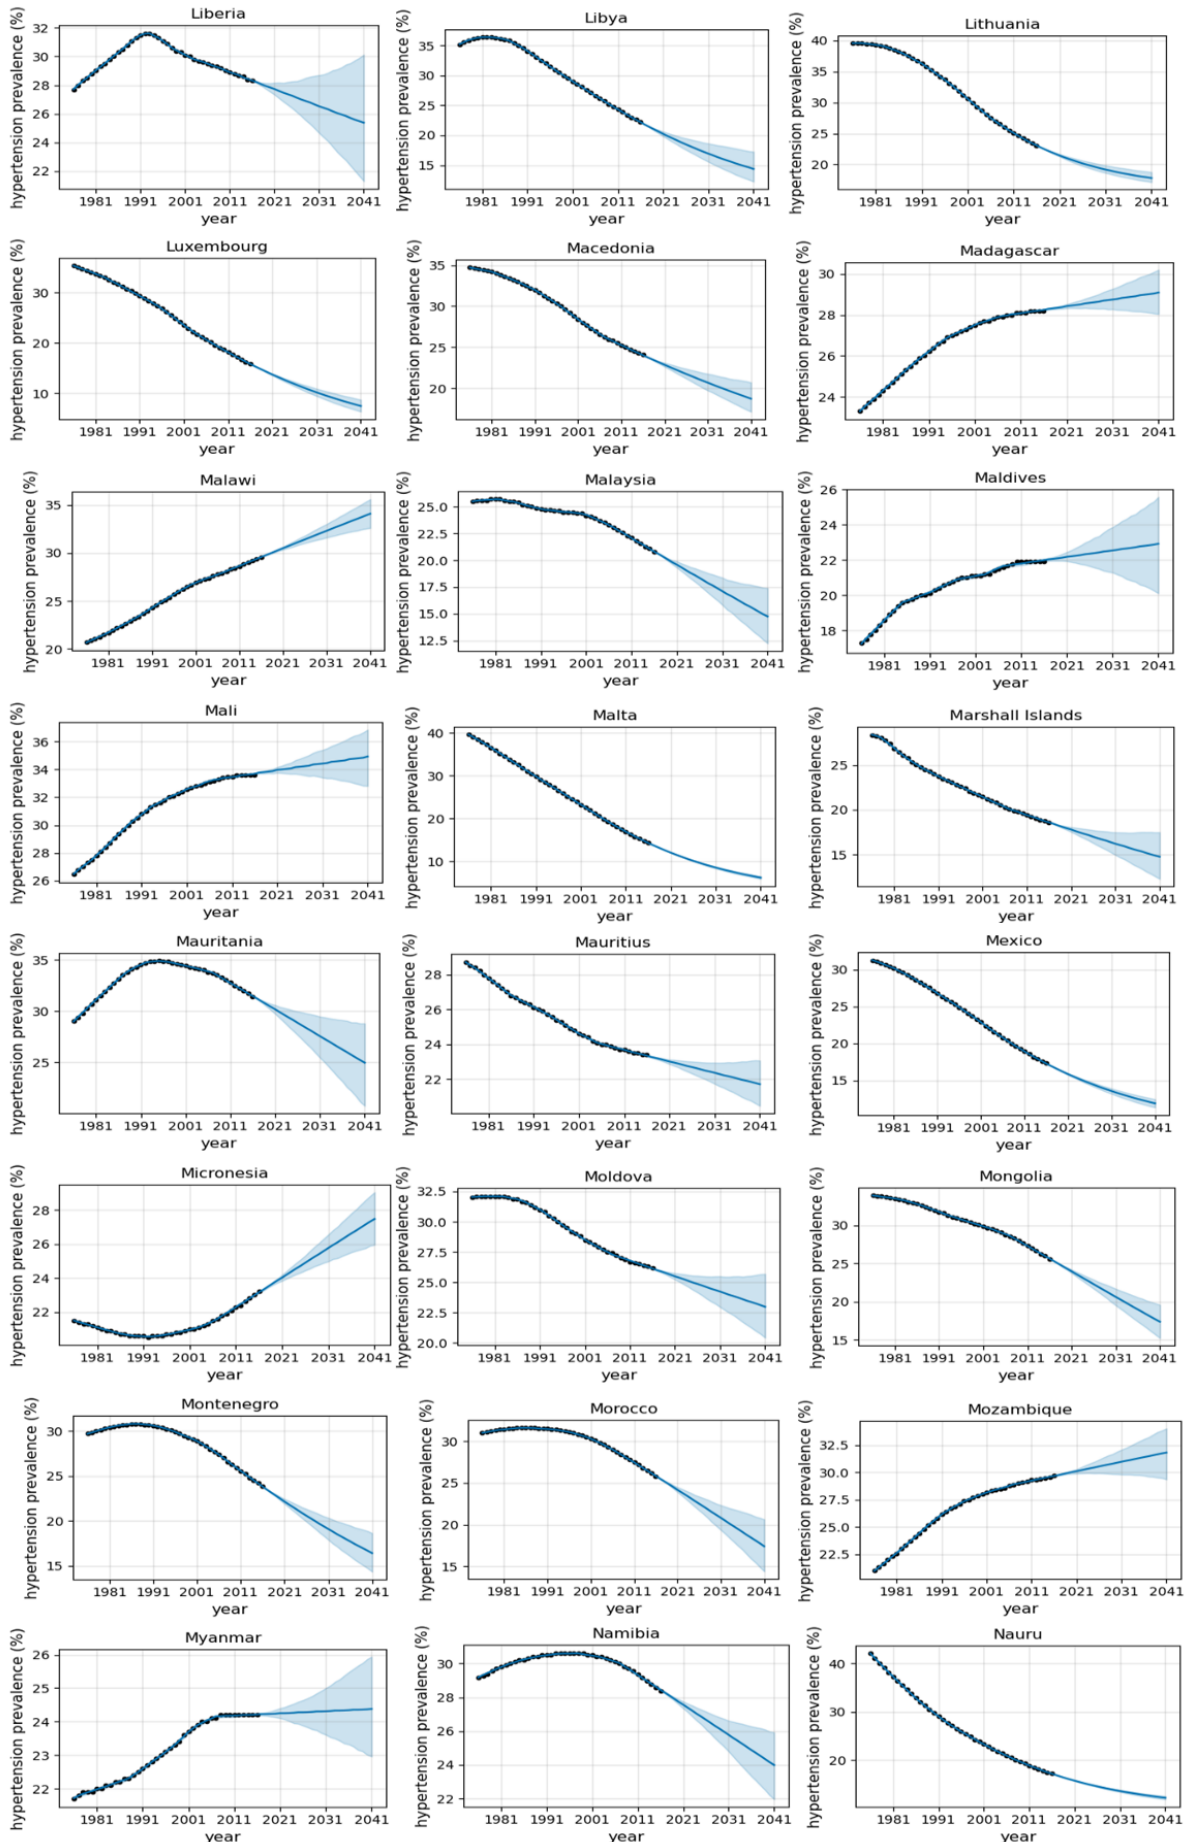 Liberia
hypertension prevalence (%)
32
30
28
26
24
22
1981 1991 2001 2011 2021 2031 2041
year
Libya
hypertension prevalence (%)
35
30
25
20
15
1981 1991 2001 2011 2021 2031 2041
year
Lithuania
hypertension prevalence (%)
40
35
30
25
20
1981 1991 2001 2011 2021 2031 2041
year
Luxembourg
hypertension prevalence (%)
30
20
10
1981 1991 2001 2011 2021 2031 2041
year
Macedonia
hypertension prevalence (%)
35
30
25
20
1981 1991 2001 2011 2021 2031 2041
year
Madagascar
hypertension prevalence (%)
30
28
26
24
1981 1991 2001 2011 2021 2031 2041
year
Malawi
hypertension prevalence (%)
35
30
25
20
1981 1991 2001 2011 2021 2031 2041
year
Malaysia
hypertension prevalence (%)
25.0
22.5
20.0
17.5
15.0
12.5
1981 1991 2001 2011 2021 2031 2041
year
Maldives
hypertension prevalence (%)
26
24
22
20
18
1981 1991 2001 2011 2021 2031 2041
year
Mali
hypertension prevalence (%)
36
34
32
30
28
26
1981 1991 2001 2011 2021 2031 2041
year
Malta
hypertension prevalence (%)
40
30
20
10
1981 1991 2001 2011 2021 2031 2041
year
Marshall Islands
hypertension prevalence (%)
25
20
15
1981 1991 2001 2011 2021 2031 2041
year
Mauritania
hypertension prevalence (%)
35
30
25
1981 1991 2001 2011 2021 2031 2041
year
Mauritius
hypertension prevalence (%)
28
26
24
22
1981 1991 2001 2011 2021 2031 2041
year
Mexico
hypertension prevalence (%)
30
25
20
15
1981 1991 2001 2011 2021 2031 2041
year
Micronesia
hypertension prevalence (%)
28
26
24
22
1981 1991 2001 2011 2021 2031 2041
year
Moldova
hypertension prevalence (%)
32.5
30.0
27.5
25.0
22.5
20.0
1981 1991 2001 2011 2021 2031 2041
year
Mongolia
hypertension prevalence (%)
30
25
20
15
1981 1991 2001 2011 2021 2031 2041
year
Montenegro
hypertension prevalence (%)
30
25
20
15
1981 1991 2001 2011 2021 2031 2041
year
Morocco
hypertension prevalence (%)
30
25
20
15
1981 1991 2001 2011 2021 2031 2041
year
Mozambique
hypertension prevalence (%)
32.5
30.0
27.5
25.0
22.5
1981 1991 2001 2011 2021 2031 2041
year
Myanmar
hypertension prevalence (%)
26
25
24
23
22
1981 1991 2001 2011 2021 2031 2041
year
Namibia
hypertension prevalence (%)
30
28
26
24
22
1981 1991 2001 2011 2021 2031 2041
year
Nauru
hypertension prevalence (%)
40
20
1981 1991 2001 2011 2021 2031 2041
year